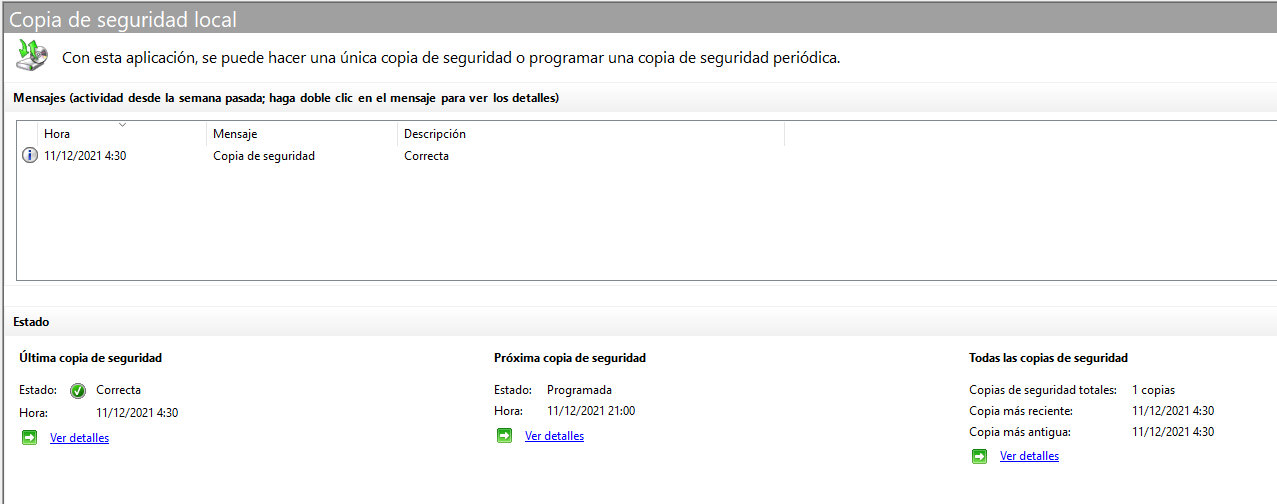 Copia de seguridad local
Con esta aplicación, se puede hacer una única copia de seguridad o programar una copia de seguridad periódica.
Mensajes (actividad desde la semana pasada; haga doble clic en el mensaje para ver los detalles)
Hora Mensaje Descripción
11/12/2021 4:30 Copia de seguridad Correcta
Estado
Última copia de seguridad
Estado: Correcta
Hora: 11/12/2021 4:30
Ver detalles
Próxima copia de seguridad
Estado: Programada
Hora: 11/12/2021 21:00
Ver detalles
Todas las copias de seguridad
Copias de seguridad totales: 1 copias
Copia más reciente: 11/12/2021 4:30
Copia más antigua: 11/12/2021 4:30
Ver detalles